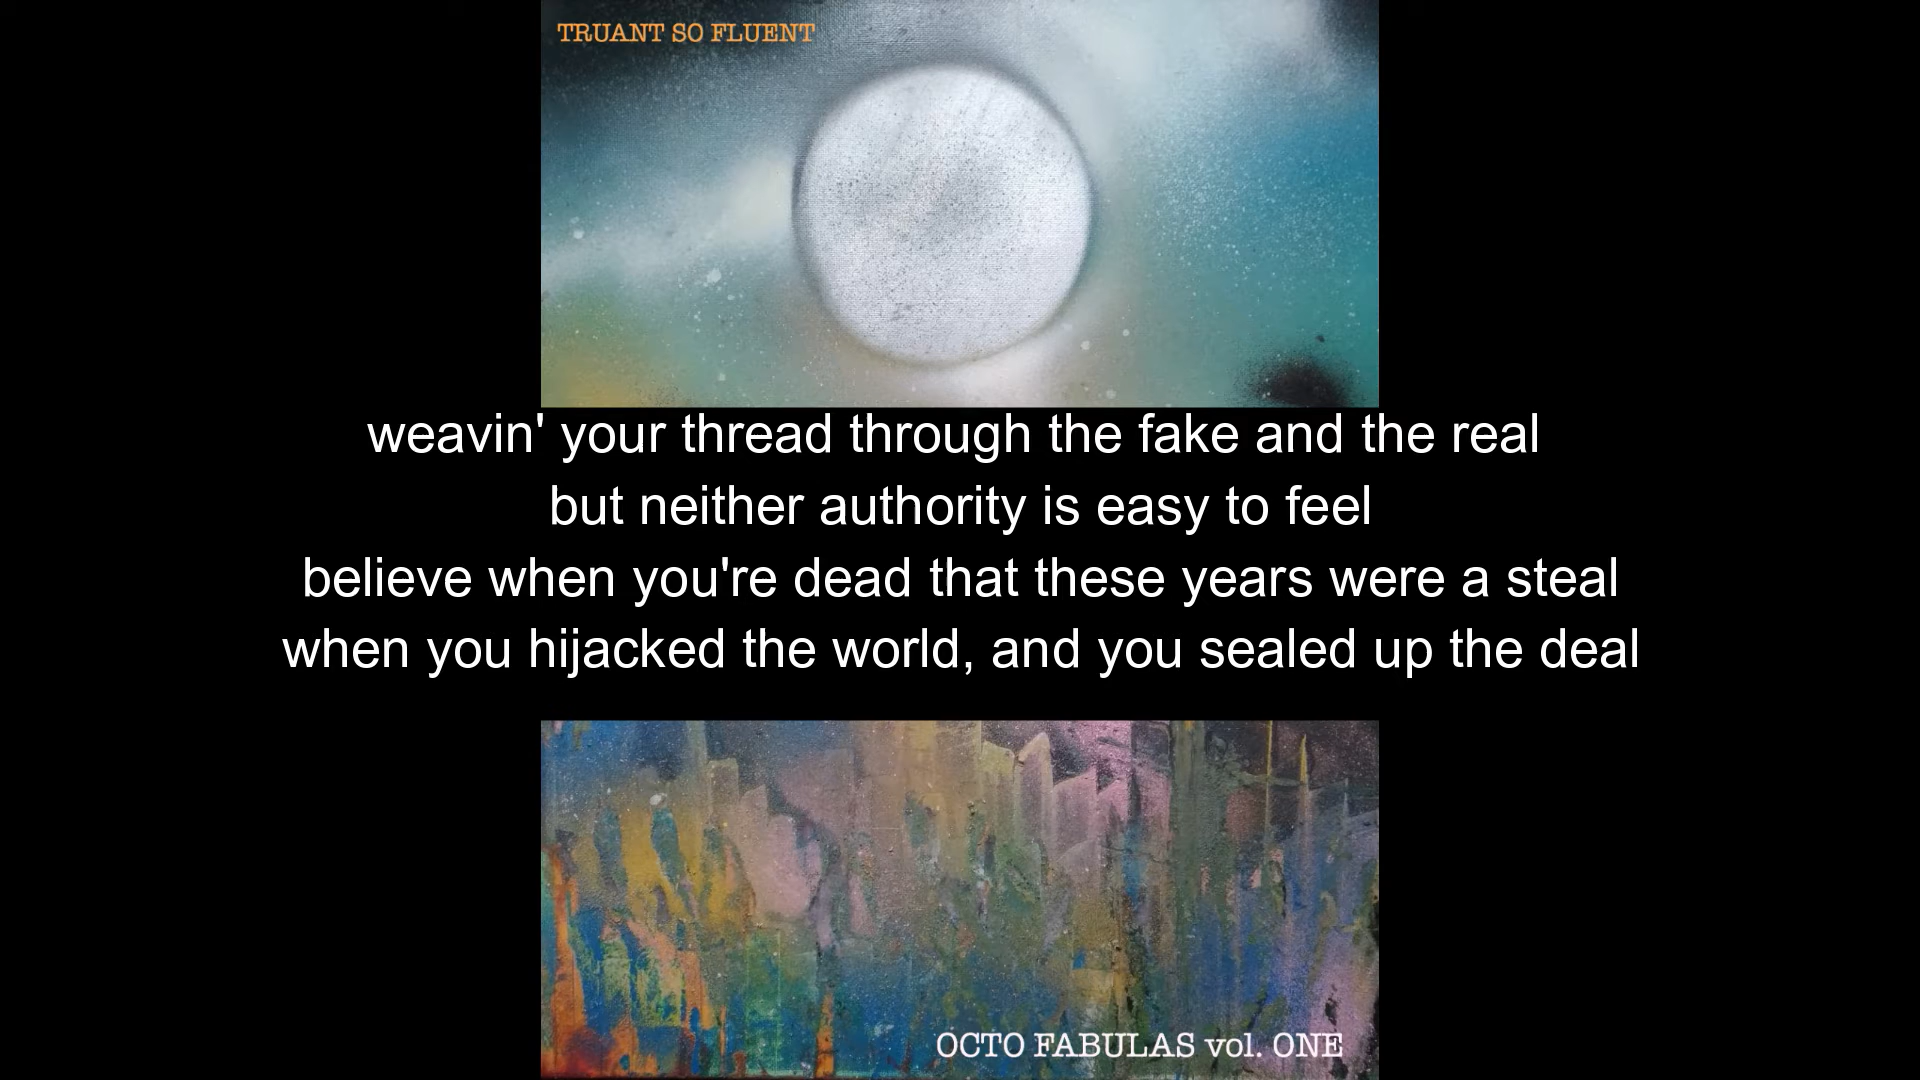 TRUANT SO FLUENT
weavin' your thread through the fake and the real
but neither authority is easy to feel
believe when you're dead that these years were a steal
when you hijacked the world, and you sealed up the deal
OCTO FABULAS vol. ONE